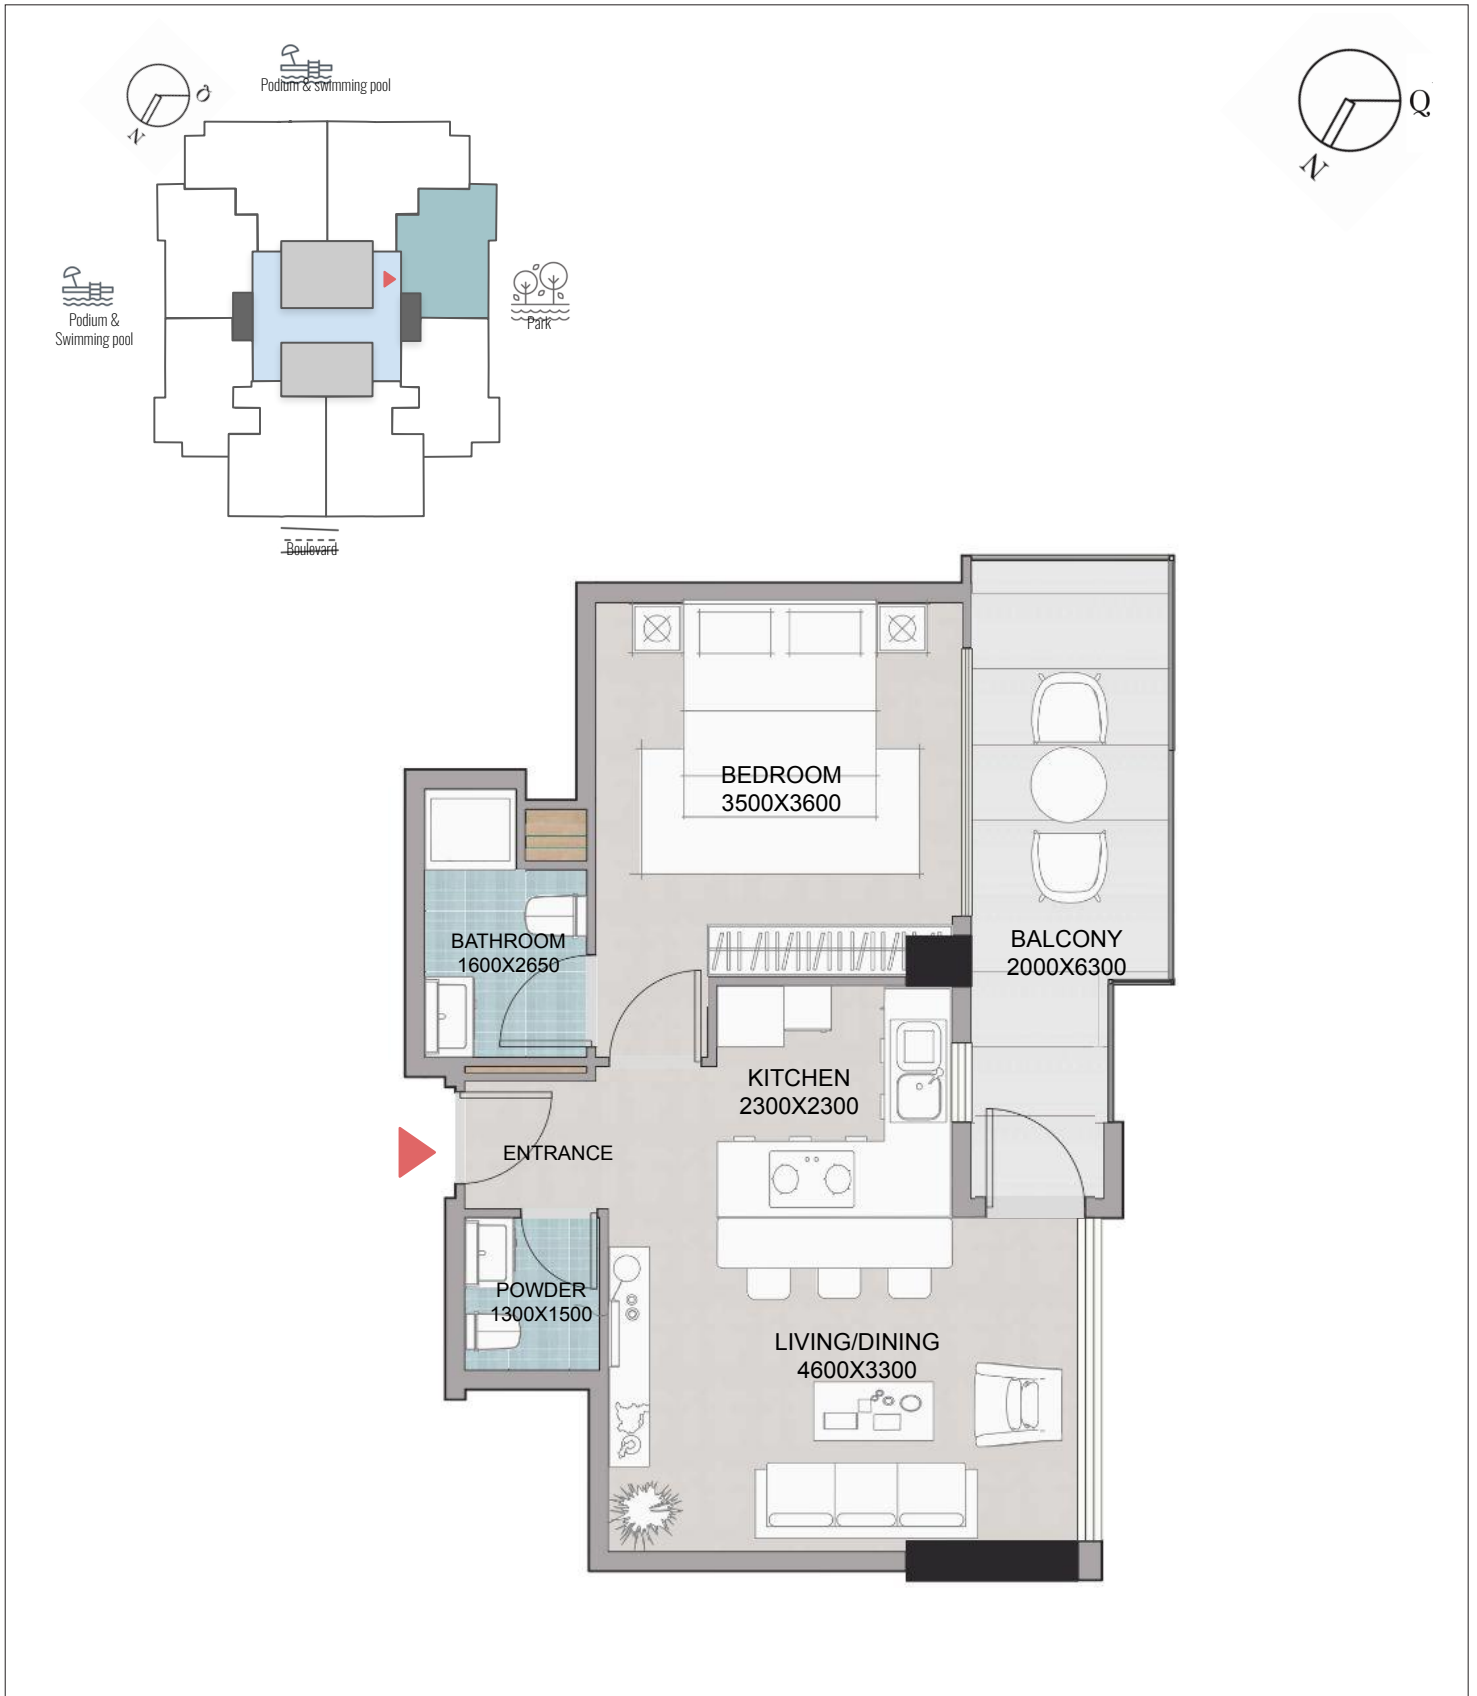 Podium & swimming pool
Q
N
Q
N
Podium &
Swimming pool
Park
Boulevard
BEDROOM
3500X3600
BATHROOM
1600X2650
BALCONY
2000X6300
KITCHEN
2300X2300
ENTRANCE
POWDER
1300X1500
LIVING/DINING
4600X3300